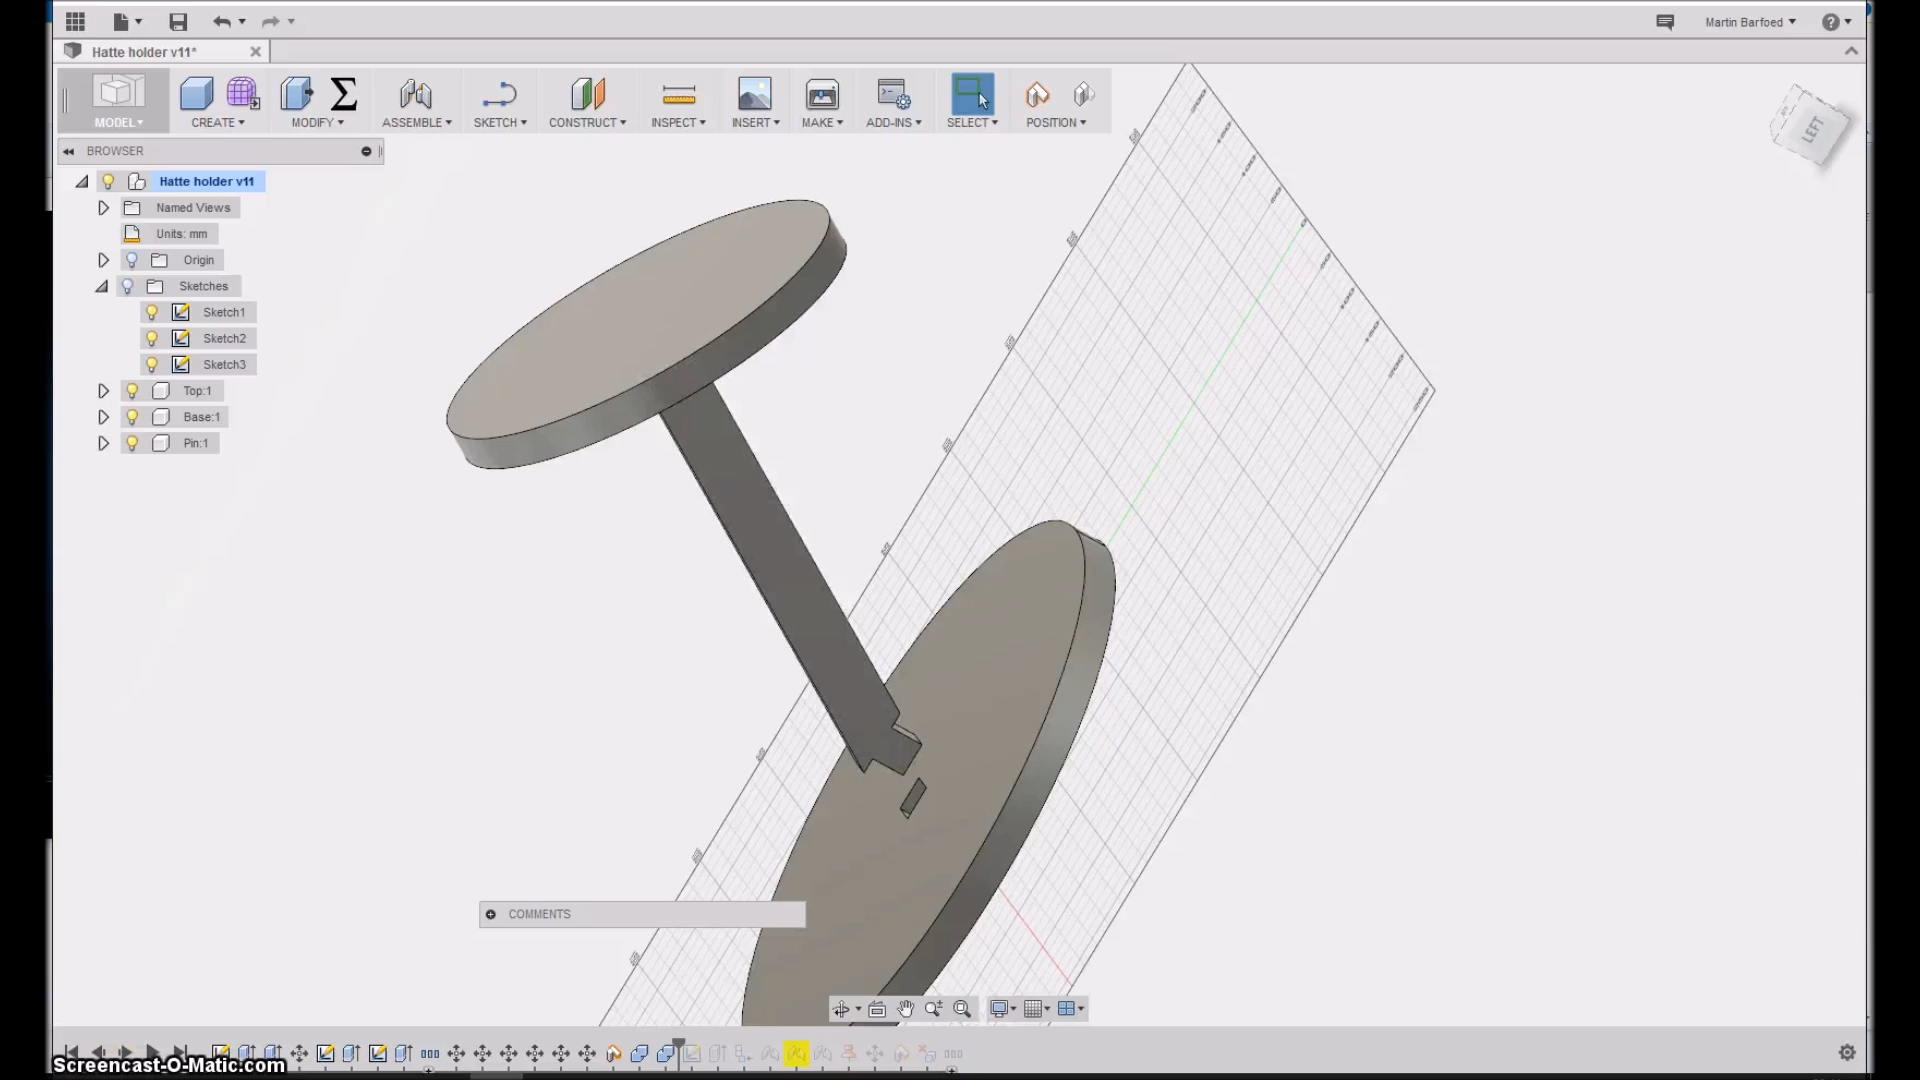 Martin Barfoed
Hatte holder v11*
MODEL CREATE MODIFY ASSEMBLE SKETCH CONSTRUCT INSPECT INSERT MAKE ADD-INS SELECT POSITION
BROWSER
Hatte holder v11
Named Views
Units: mm
Origin
Sketches
Sketch1
Sketch2
Sketch3
Top:1
Base:1
Pin:1
LEFT
COMMENTS
Screencast-O-Matic.com